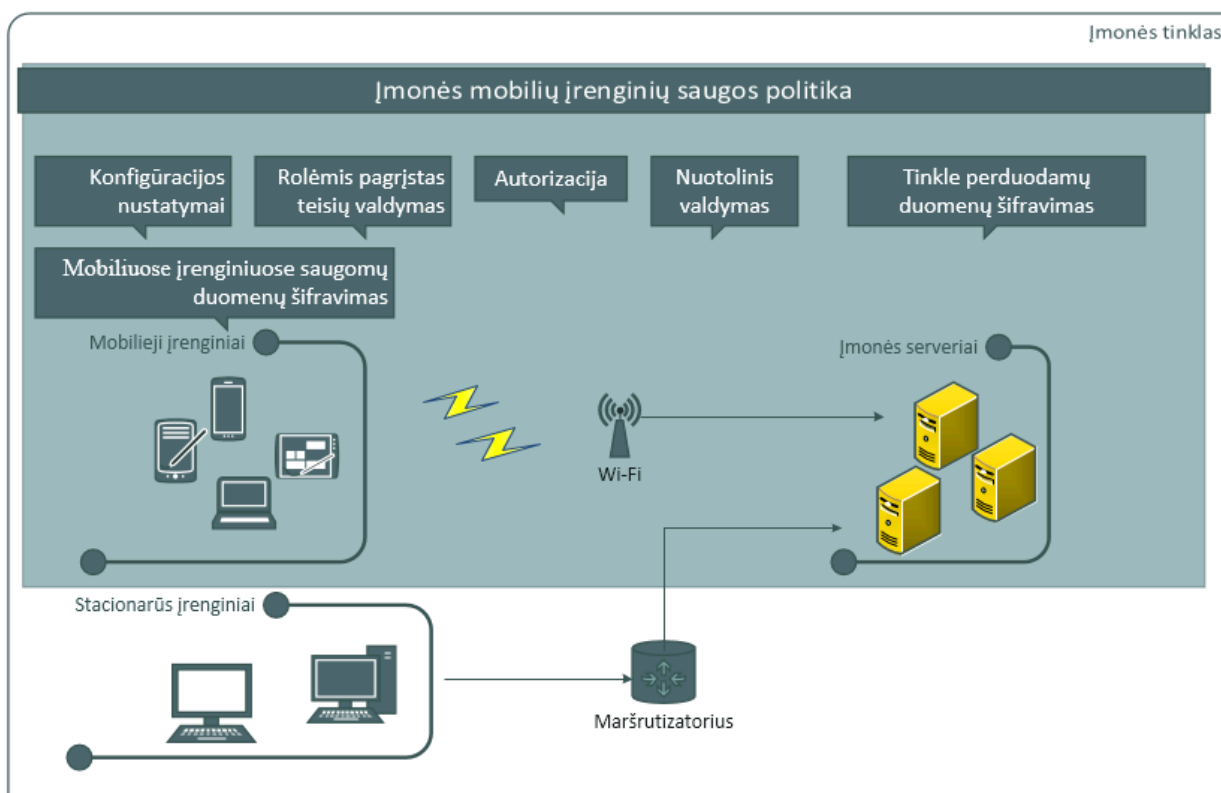 Įmonės tinklas
Įmonės mobilių įrenginių saugos politika
Konfigūracijos
nustatymai
Rolėmis pagrįstas
teisių valdymas
Autorizacija
Nuotolinis
valdymas
Tinkle perduodamų
duomenų šifravimas
Mobiliuose įrenginiuose saugomų
duomenų šifravimas
Mobilieji įrenginiai
Įmonės serveriai
Wi-Fi
Stacionarūs įrenginiai
Maršrutizatorius